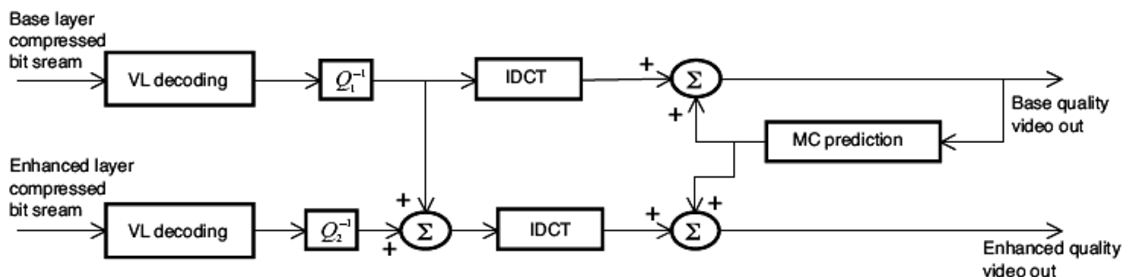 Base layer
compressed
bit sream
VL decoding
Q₁⁻¹
IDCT
+
Σ
+
Base quality
video out
MC prediction
Enhanced layer
compressed
bit sream
VL decoding
Q₂⁻¹
+
+
Σ
IDCT
+
+
Σ
Enhanced quality
video out